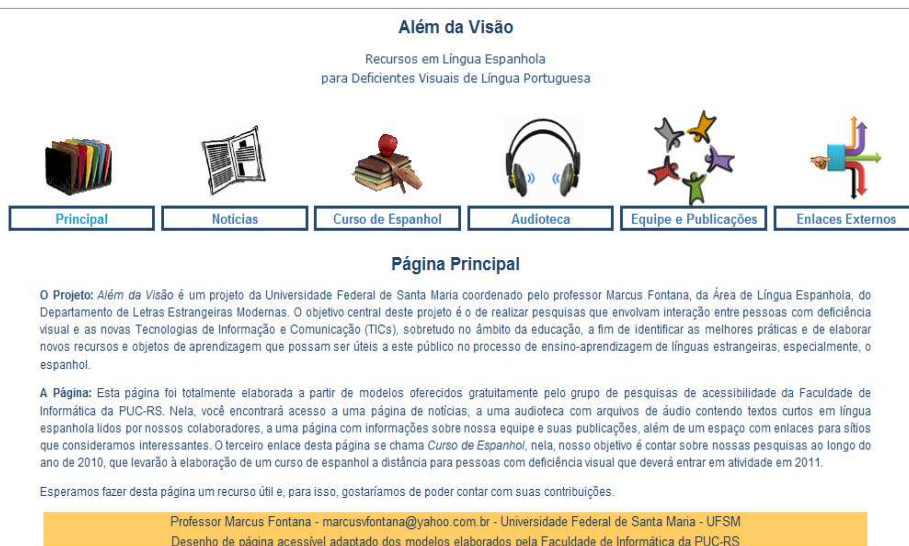 Além da Visão
Recursos em Língua Espanhola
para Deficientes Visuais de Língua Portuguesa
Principal
Notícias
Curso de Espanhol
Audioteca
Equipe e Publicações
Enlaces Externos
Página Principal
O Projeto: Além da Visão é um projeto da Universidade Federal de Santa Maria coordenado pelo professor Marcus Fontana, da Área de Língua Espanhola, do
Departamento de Letras Estrangeiras Modernas. O objetivo central deste projeto é o de realizar pesquisas que envolvam interação entre pessoas com deficiência
visual e as novas Tecnologias de Informação e Comunicação (TICs), sobretudo no âmbito da educação, a fim de identificar as melhores práticas e de elaborar
novos recursos e objetos de aprendizagem que possam ser úteis a este público no processo de ensino-aprendizagem de línguas estrangeiras, especialmente, o
espanhol.
A Página: Esta página foi totalmente elaborada a partir de modelos oferecidos gratuitamente pelo grupo de pesquisas de acessibilidade da Faculdade de
Informática da PUC-RS. Nela, você encontrará acesso a uma página de notícias, a uma audioteca com arquivos de áudio contendo textos curtos em língua
espanhola lidos por nossos colaboradores, a uma página com informações sobre nossa equipe e suas publicações, além de um espaço com enlaces para sítios
que consideramos interessantes. O terceiro enlace desta página se chama Curso de Espanhol, nela, nosso objetivo é contar sobre nossas pesquisas ao longo do
ano de 2010, que levarão à elaboração de um curso de espanhol a distância para pessoas com deficiência visual que deverá entrar em atividade em 2011.
Esperamos fazer desta página um recurso útil e, para isso, gostaríamos de poder contar com suas contribuições.
Professor Marcus Fontana - marcusvfontana@yahoo.com.br - Universidade Federal de Santa Maria - UFSM
Desenho de página acessível adaptado dos modelos elaborados pela Faculdade de Informática da PUC-RS